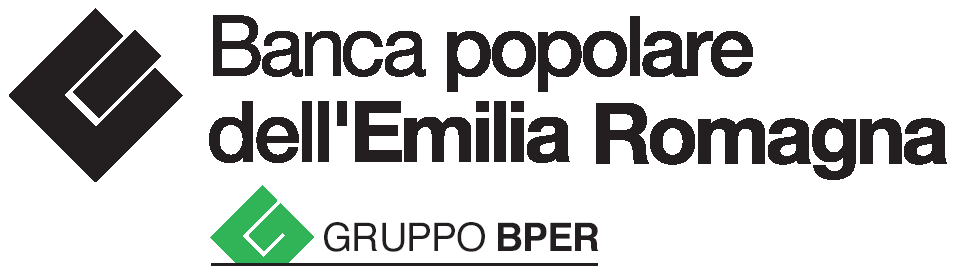 Banca popolare
dell'Emilia Romagna
GRUPPO BPER